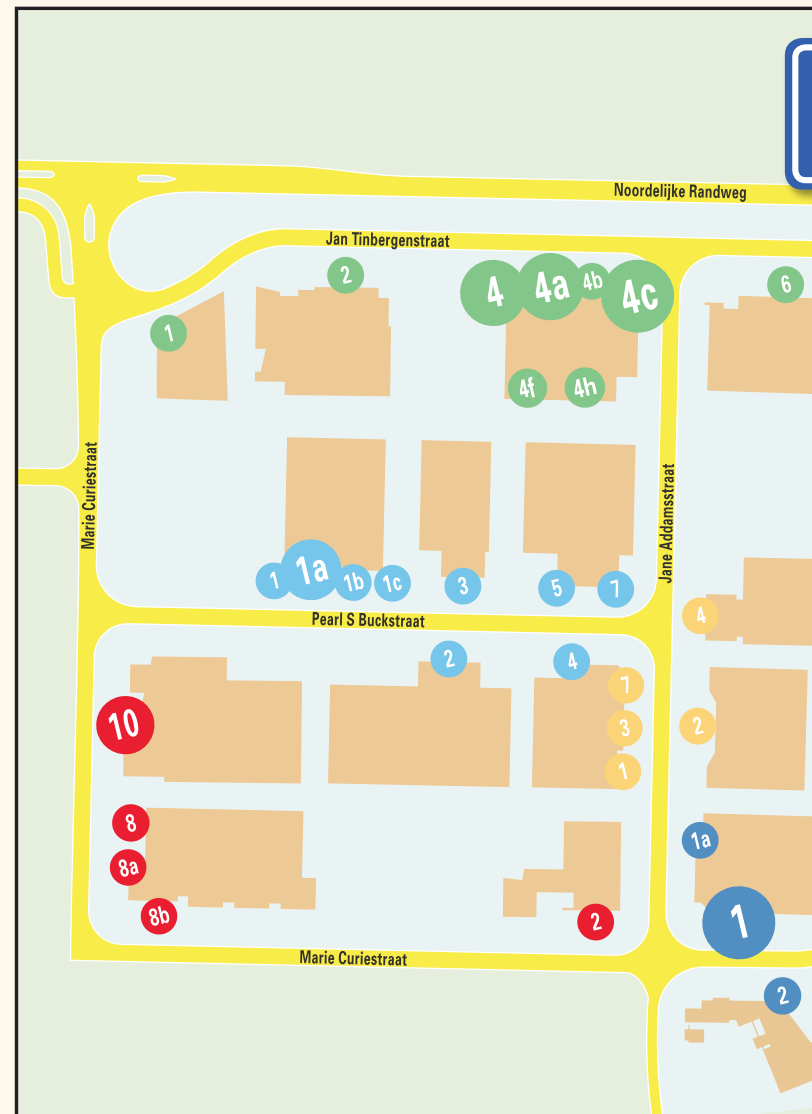 Noordelijke Randweg
Jan Tinbergenstraat
2
4
4a
4b
4c
6
1
4f
4h
Marie Curiestraat
Jane Addamsstraat
1
1a
1b
1c
3
5
7
4
Pearl S Buckstraat
2
4
7
10
3
2
1
8
1a
8a
8b
2
1
Marie Curiestraat
2